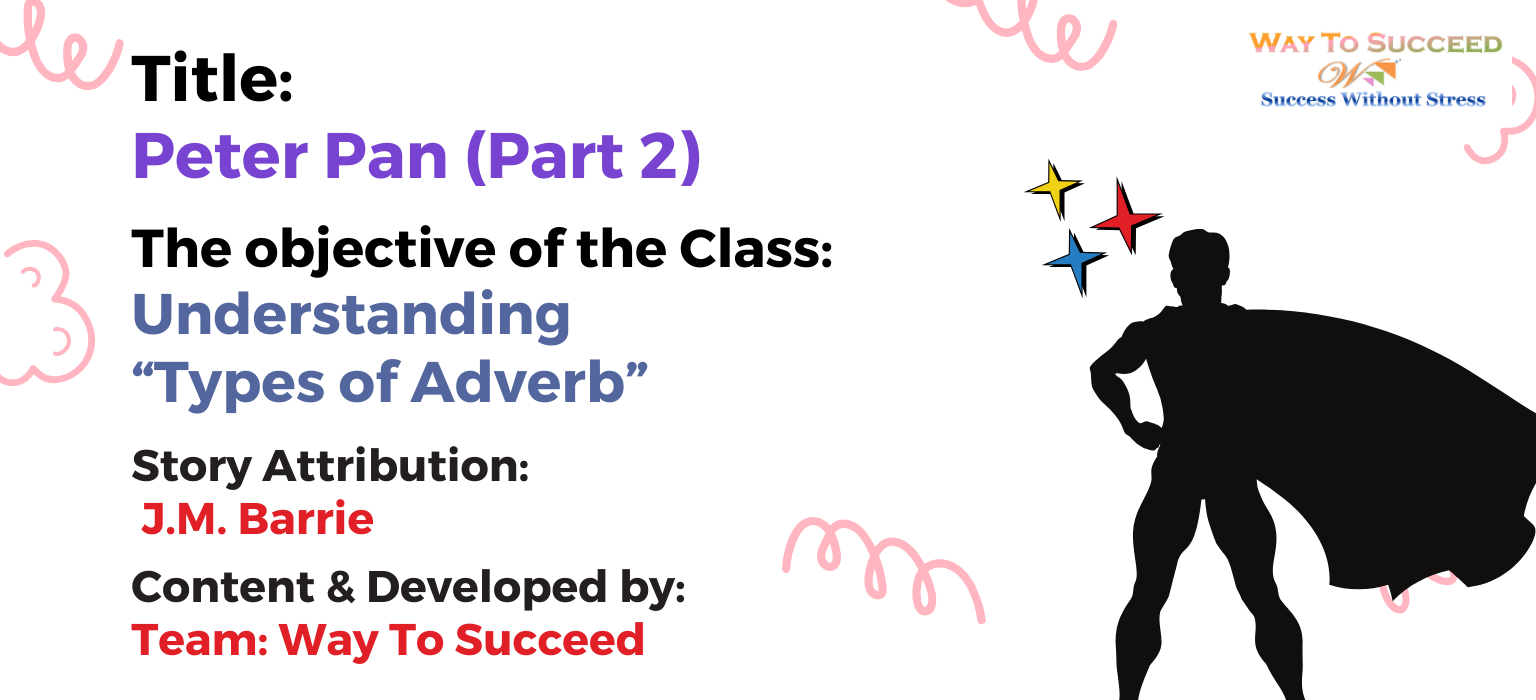 Title:
Peter Pan (Part 2)
The objective of the Class:
Understanding
“Types of Adverb”
Story Attribution:
J.M. Barrie
Content & Developed by:
Team: Way To Succeed
WAY TO SUCCEED
W
Success Without Stress